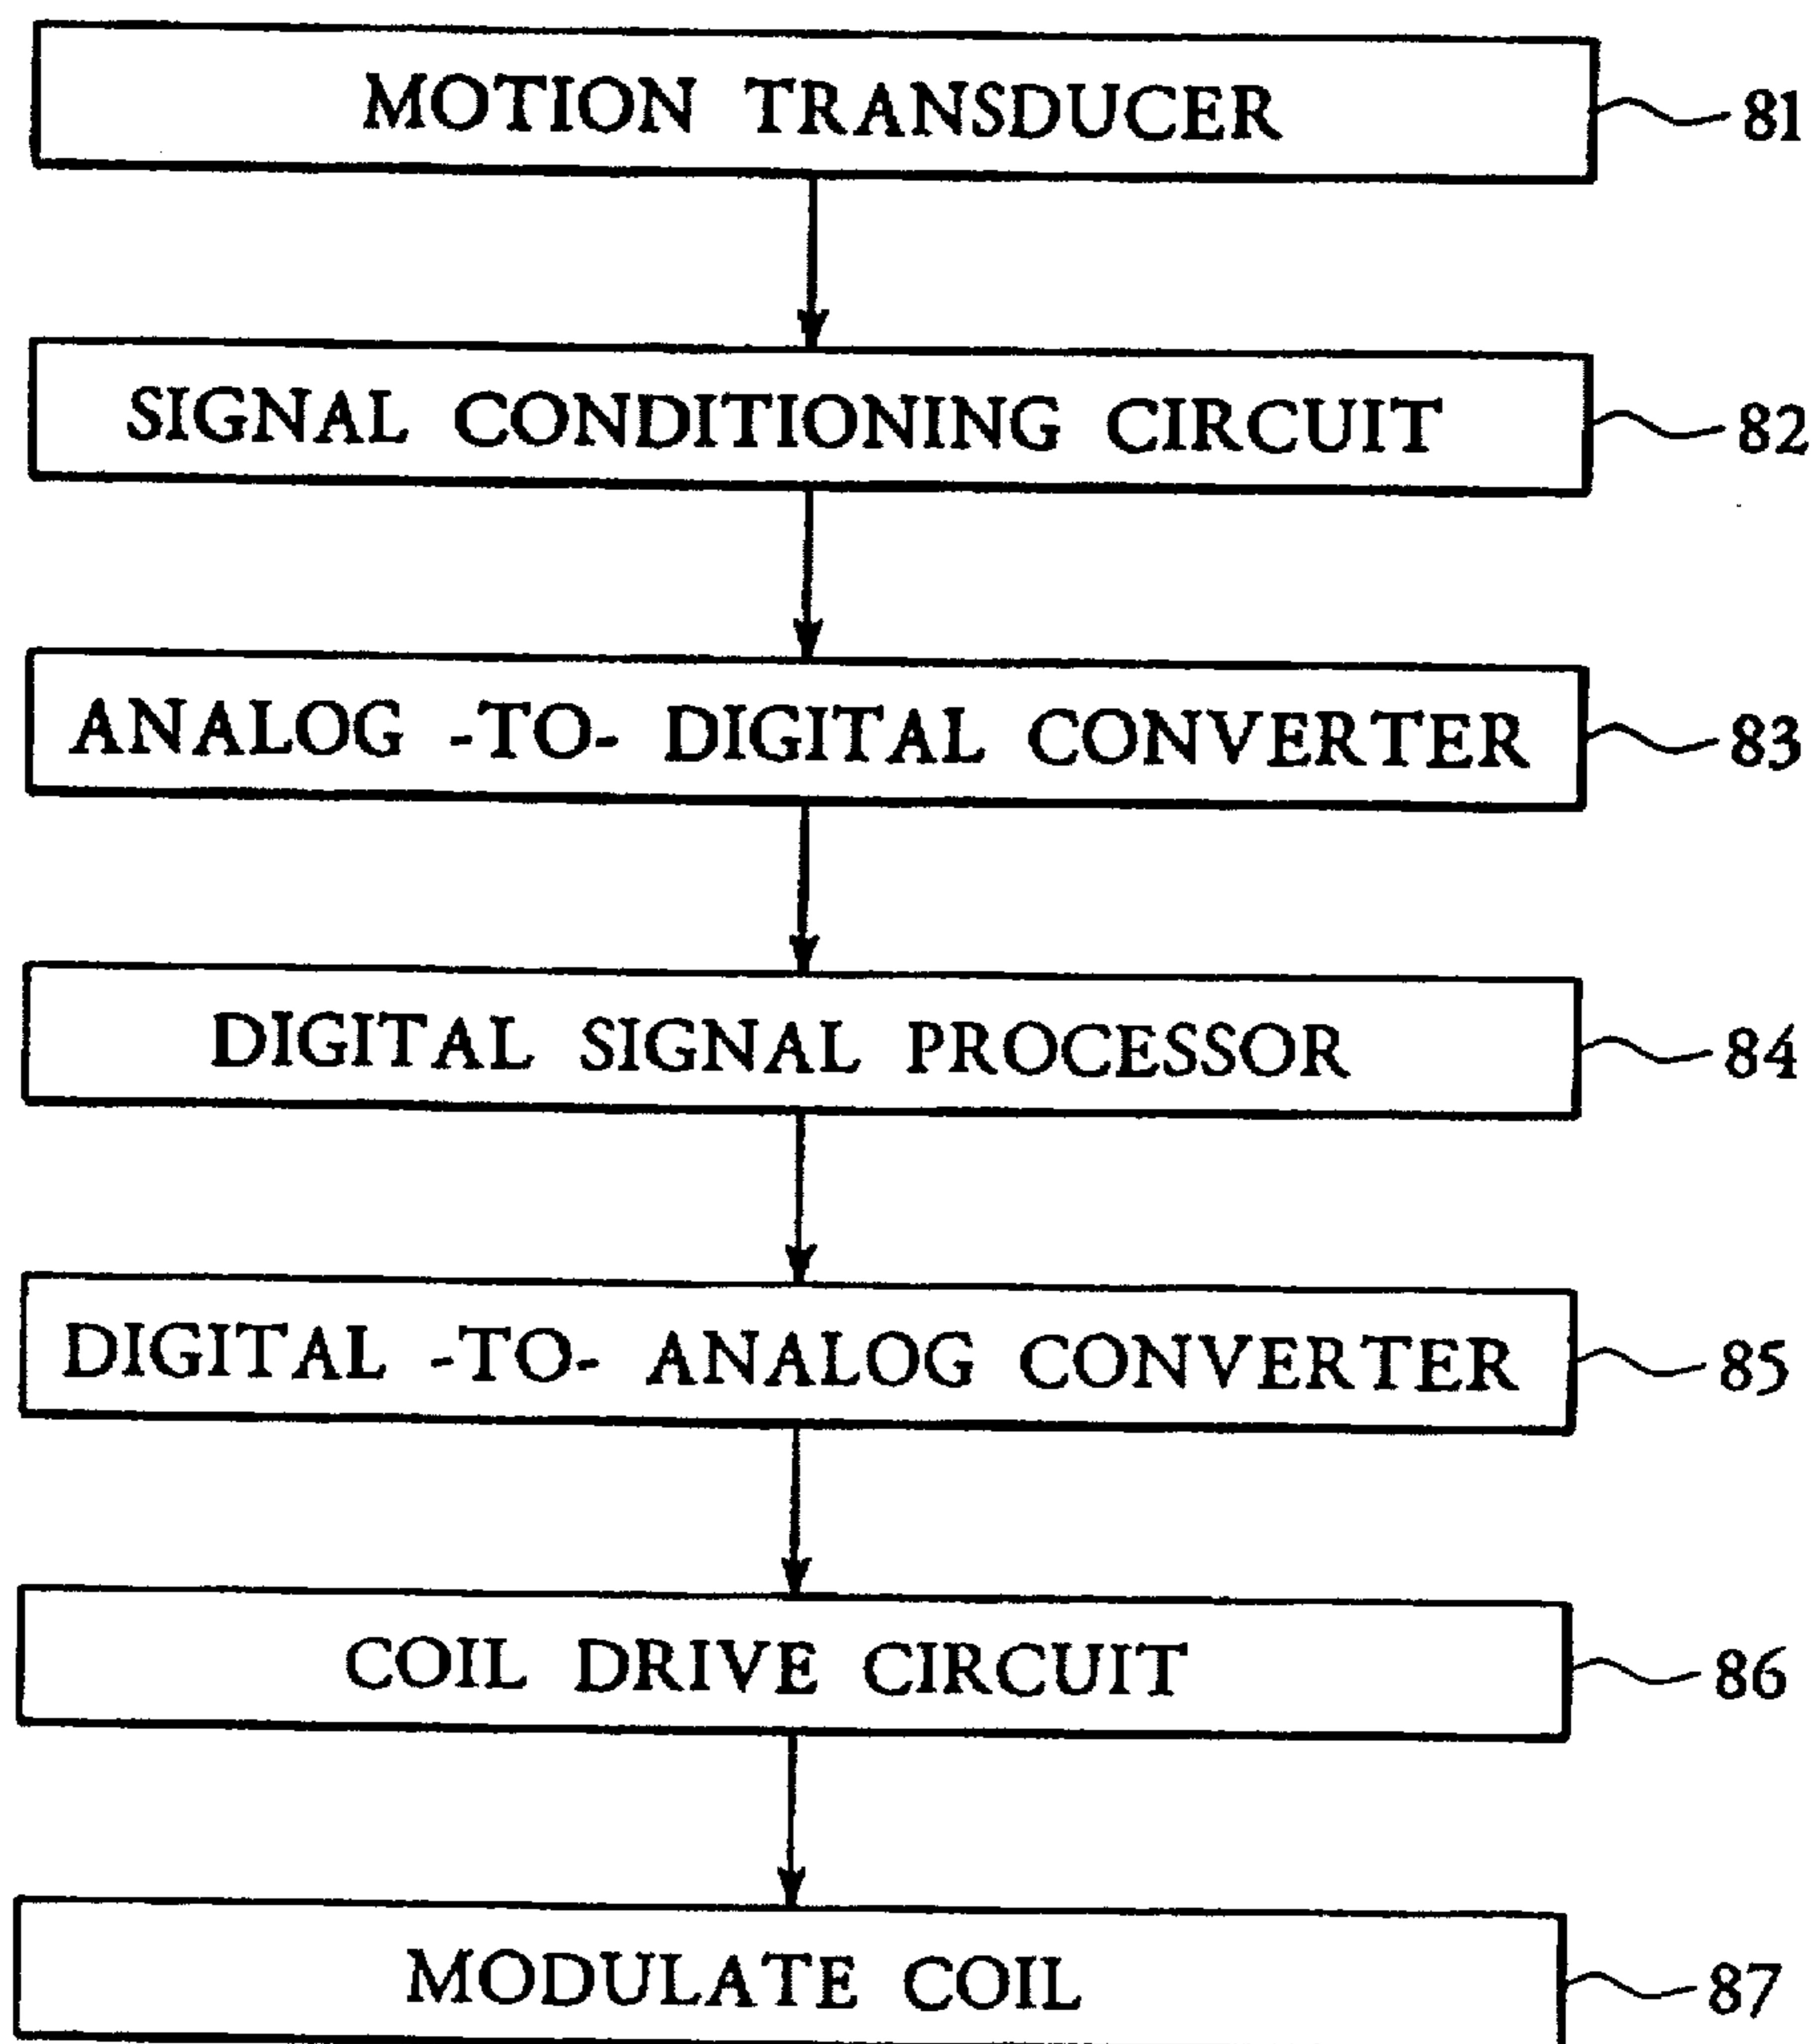 MOTION TRANSDUCER 81
SIGNAL CONDITIONING CIRCUIT 82
ANALOG -TO- DIGITAL CONVERTER 83
DIGITAL SIGNAL PROCESSOR 84
DIGITAL -TO- ANALOG CONVERTER 85
COIL DRIVE CIRCUIT 86
MODULATE COIL 87